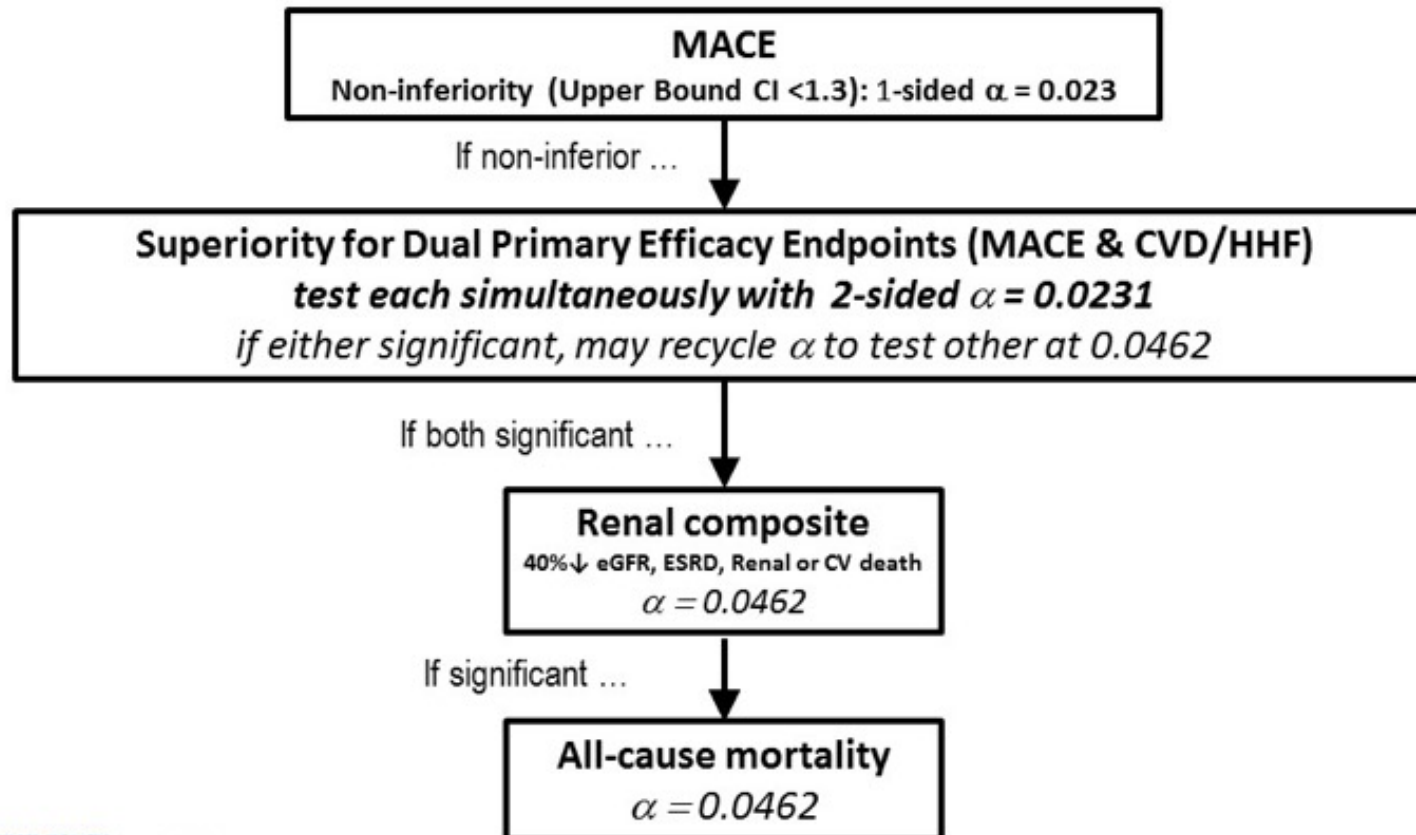 MACE
Non-inferiority (Upper Bound CI <1.3): 1-sided α = 0.023
If non-inferior ...
Superiority for Dual Primary Efficacy Endpoints (MACE & CVD/HHF)
test each simultaneously with 2-sided α = 0.0231
if either significant, may recycle α to test other at 0.0462
If both significant ...
Renal composite
40%↓ eGFR, ESRD, Renal or CV death
α = 0.0462
If significant ...
All-cause mortality
α = 0.0462